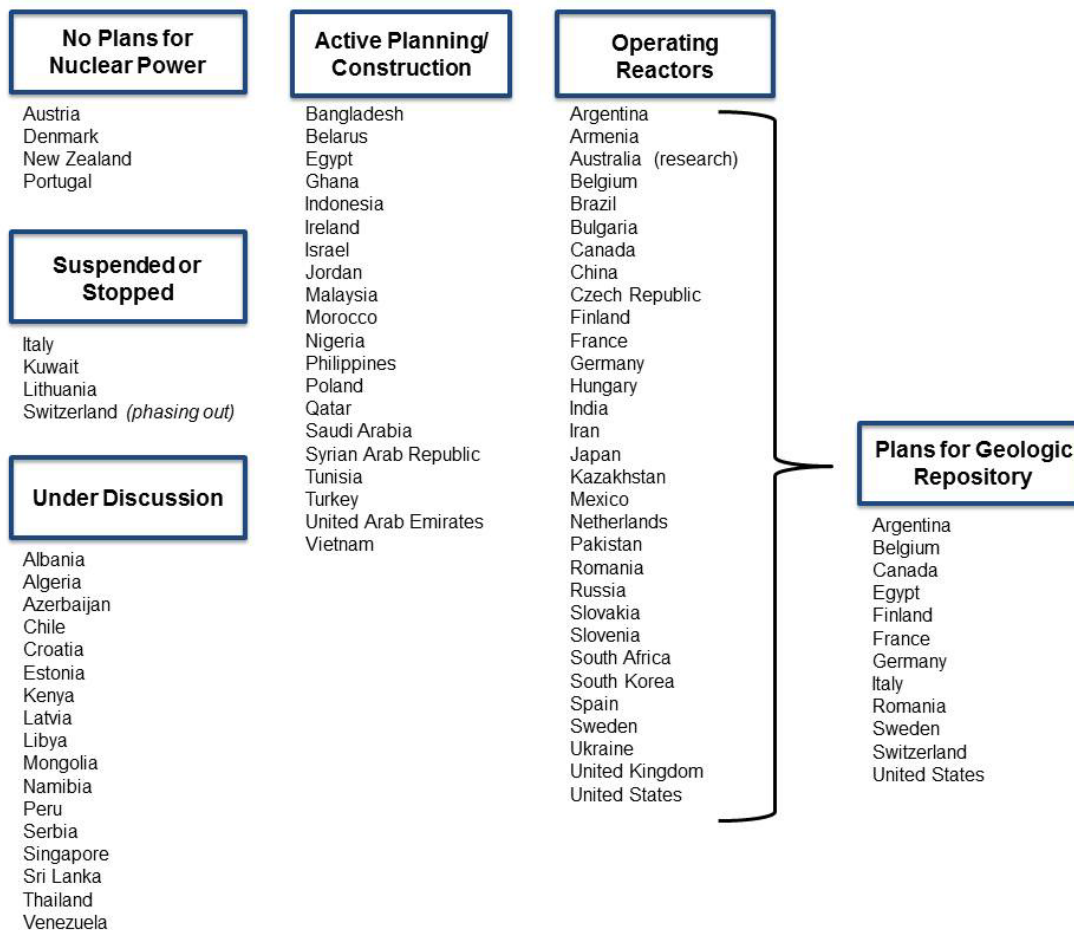 No Plans for
Nuclear Power
Austria
Denmark
New Zealand
Portugal
Suspended or
Stopped
Italy
Kuwait
Lithuania
Switzerland (phasing out)
Under Discussion
Albania
Algeria
Azerbaijan
Chile
Croatia
Estonia
Kenya
Latvia
Libya
Mongolia
Namibia
Peru
Serbia
Singapore
Sri Lanka
Thailand
Venezuela
Active Planning/
Construction
Bangladesh
Belarus
Egypt
Ghana
Indonesia
Ireland
Israel
Jordan
Malaysia
Morocco
Nigeria
Philippines
Poland
Qatar
Saudi Arabia
Syrian Arab Republic
Tunisia
Turkey
United Arab Emirates
Vietnam
Operating
Reactors
Argentina
Armenia
Australia (research)
Belgium
Brazil
Bulgaria
Canada
China
Czech Republic
Finland
France
Germany
Hungary
India
Iran
Japan
Kazakhstan
Mexico
Netherlands
Pakistan
Romania
Russia
Slovakia
Slovenia
South Africa
South Korea
Spain
Sweden
Ukraine
United Kingdom
United States
Plans for Geologic
Repository
Argentina
Belgium
Canada
Egypt
Finland
France
Germany
Italy
Romania
Sweden
Switzerland
United States